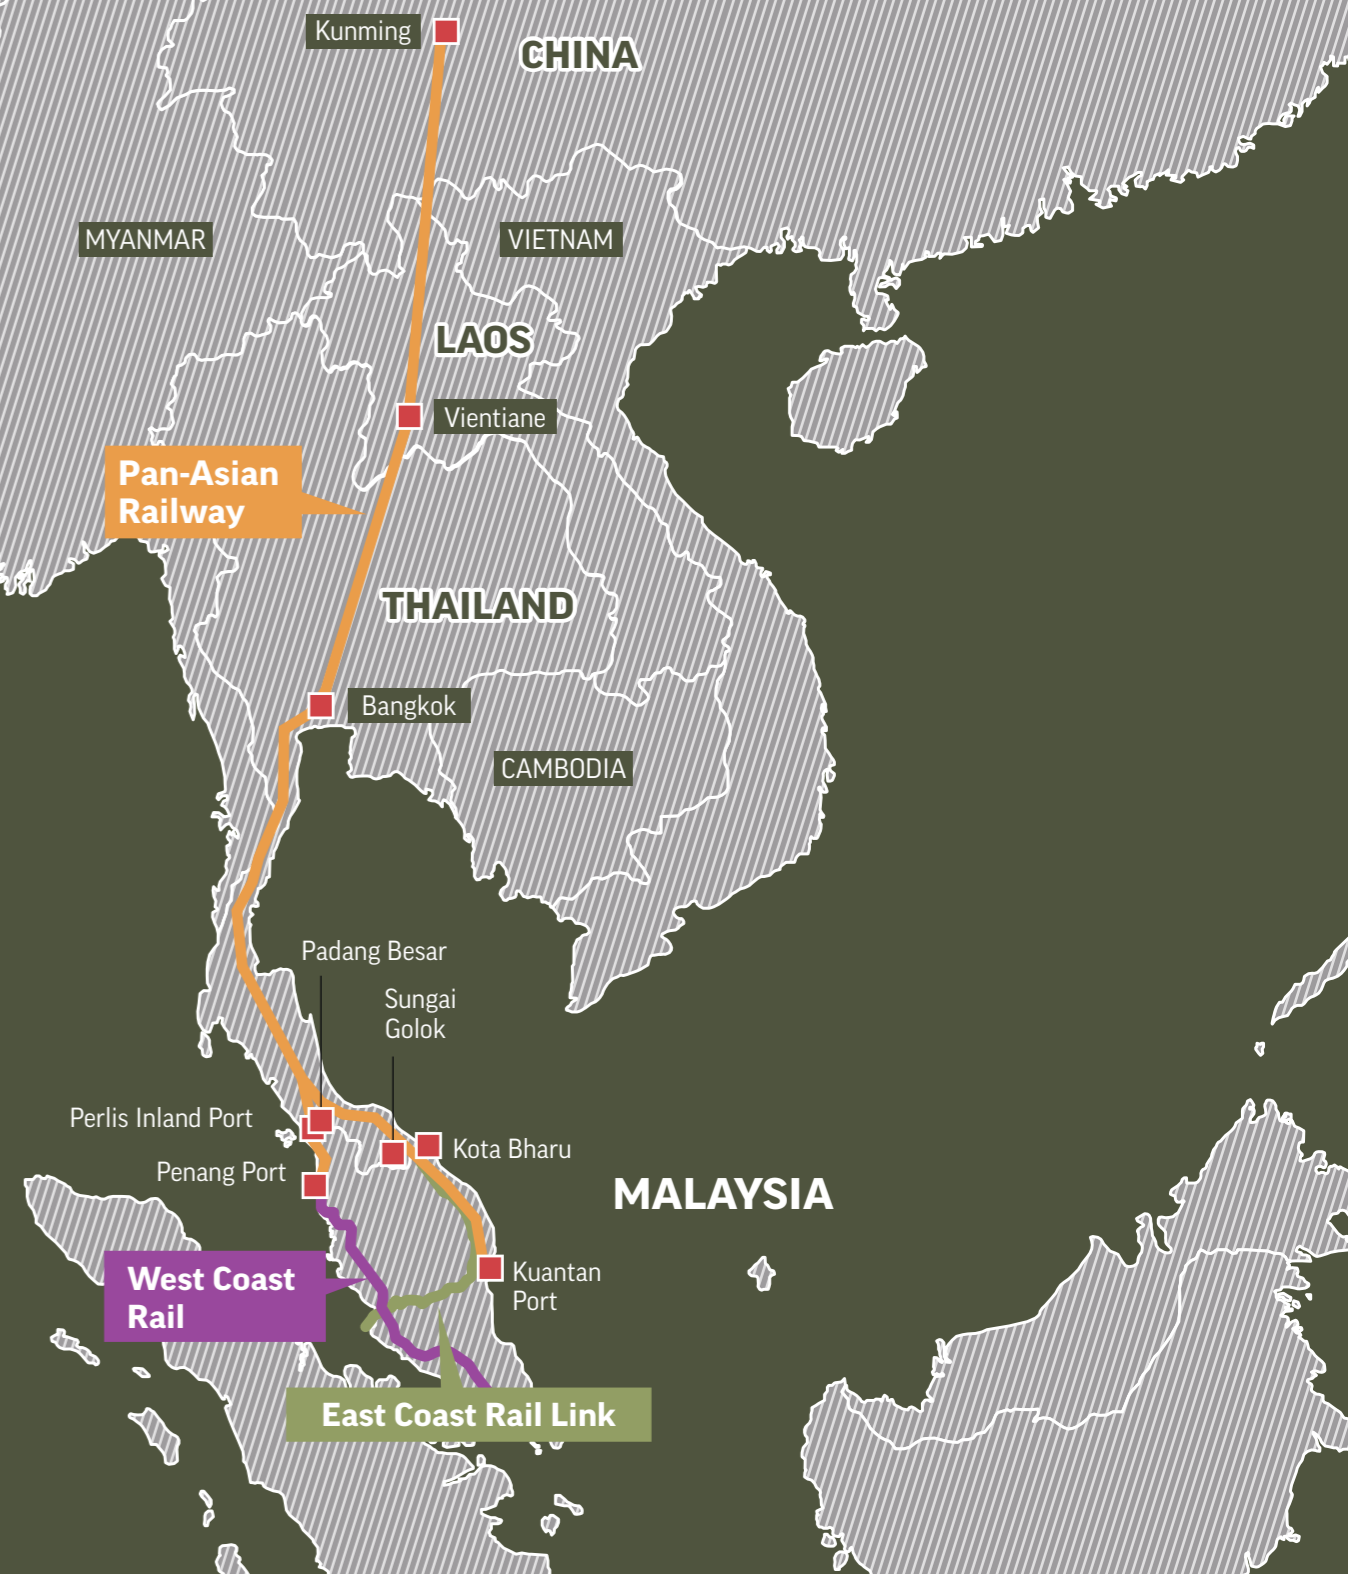 Kunming
CHINA
MYANMAR
VIETNAM
LAOS
Vientiane
Pan-Asian
Railway
THAILAND
Bangkok
CAMBODIA
Padang Besar
Sungai
Golok
Perlis Inland Port
Kota Bharu
Penang Port
MALAYSIA
West Coast
Rail
Kuantan
Port
East Coast Rail Link